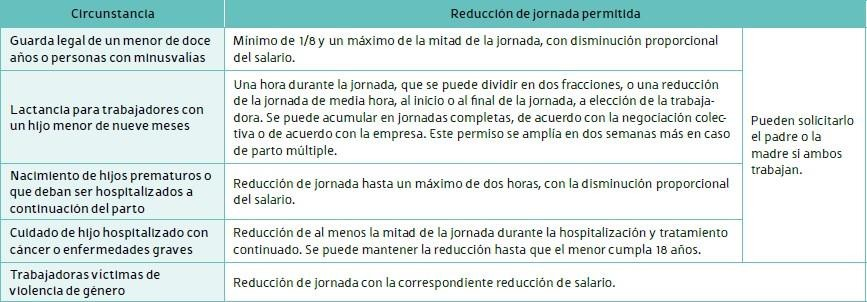 Circunstancia
Reducción de jornada permitida
Guarda legal de un menor de doce
años o personas con minusvalías
Mínimo de 1/8 y un máximo de la mitad de la jornada, con disminución proporcional
del salario.
Lactancia para trabajadores con
un hijo menor de nueve meses
Una hora durante la jornada, que se puede dividir en dos fracciones, o una reducción
de la jornada de media hora, al inicio o al final de la jornada, a elección de la trabaja-
dora. Se puede acumular en jornadas completas, de acuerdo con la negociación colec-
tiva o de acuerdo con la empresa. Este permiso se amplía en dos semanas más en caso
de parto múltiple.
Nacimiento de hijos prematuros o
que deban ser hospitalizados a
continuación del parto
Reducción de jornada hasta un máximo de dos horas, con la disminución proporcional
del salario.
Cuidado de hijo hospitalizado con
cáncer o enfermedades graves
Reducción de al menos la mitad de la jornada durante la hospitalización y tratamiento
continuado. Se puede mantener la reducción hasta que el menor cumpla 18 años.
Pueden solicitarlo
el padre o la
madre si ambos
trabajan.
Trabajadoras víctimas de
violencia de género
Reducción de jornada con la correspondiente reducción de salario.